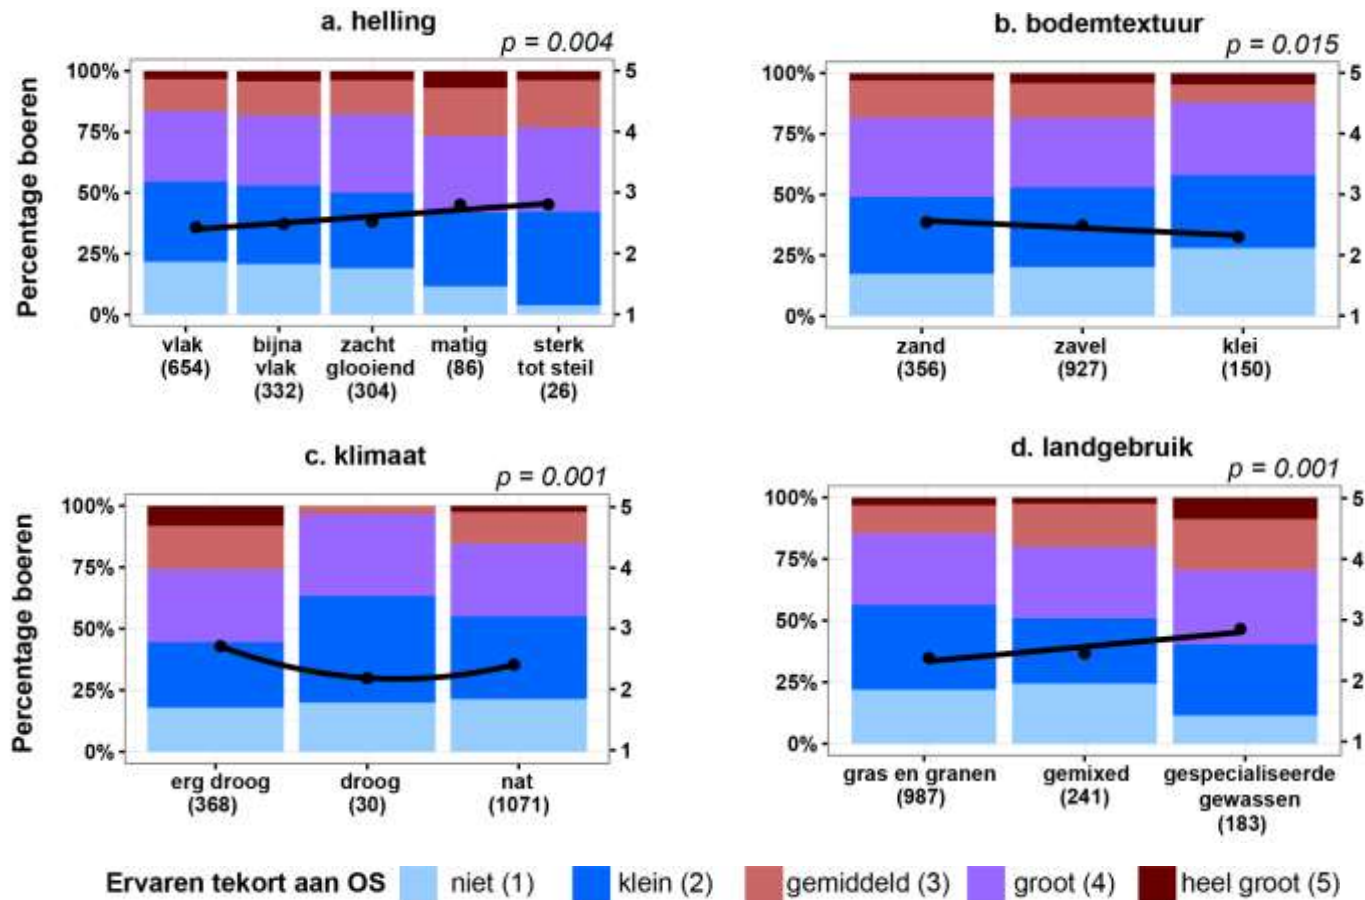 a. helling
p = 0.004
Percentage boeren
100%
75%
50%
25%
0%
5
4
3
2
1
vlak (654)
bijna vlak (332)
zacht glooiend (304)
matig (86)
sterk tot steil (26)
b. bodemtextuur
p = 0.015
100%
75%
50%
25%
0%
5
4
3
2
1
zand (356)
zavel (927)
klei (150)
c. klimaat
p = 0.001
Percentage boeren
100%
75%
50%
25%
0%
5
4
3
2
1
erg droog (368)
droog (30)
nat (1071)
d. landgebruik
p = 0.001
100%
75%
50%
25%
0%
5
4
3
2
1
gras en granen (987)
gemixed (241)
gespecialiseerde gewassen (183)
Ervaren tekort aan OS niet (1) klein (2) gemiddeld (3) groot (4) heel groot (5)